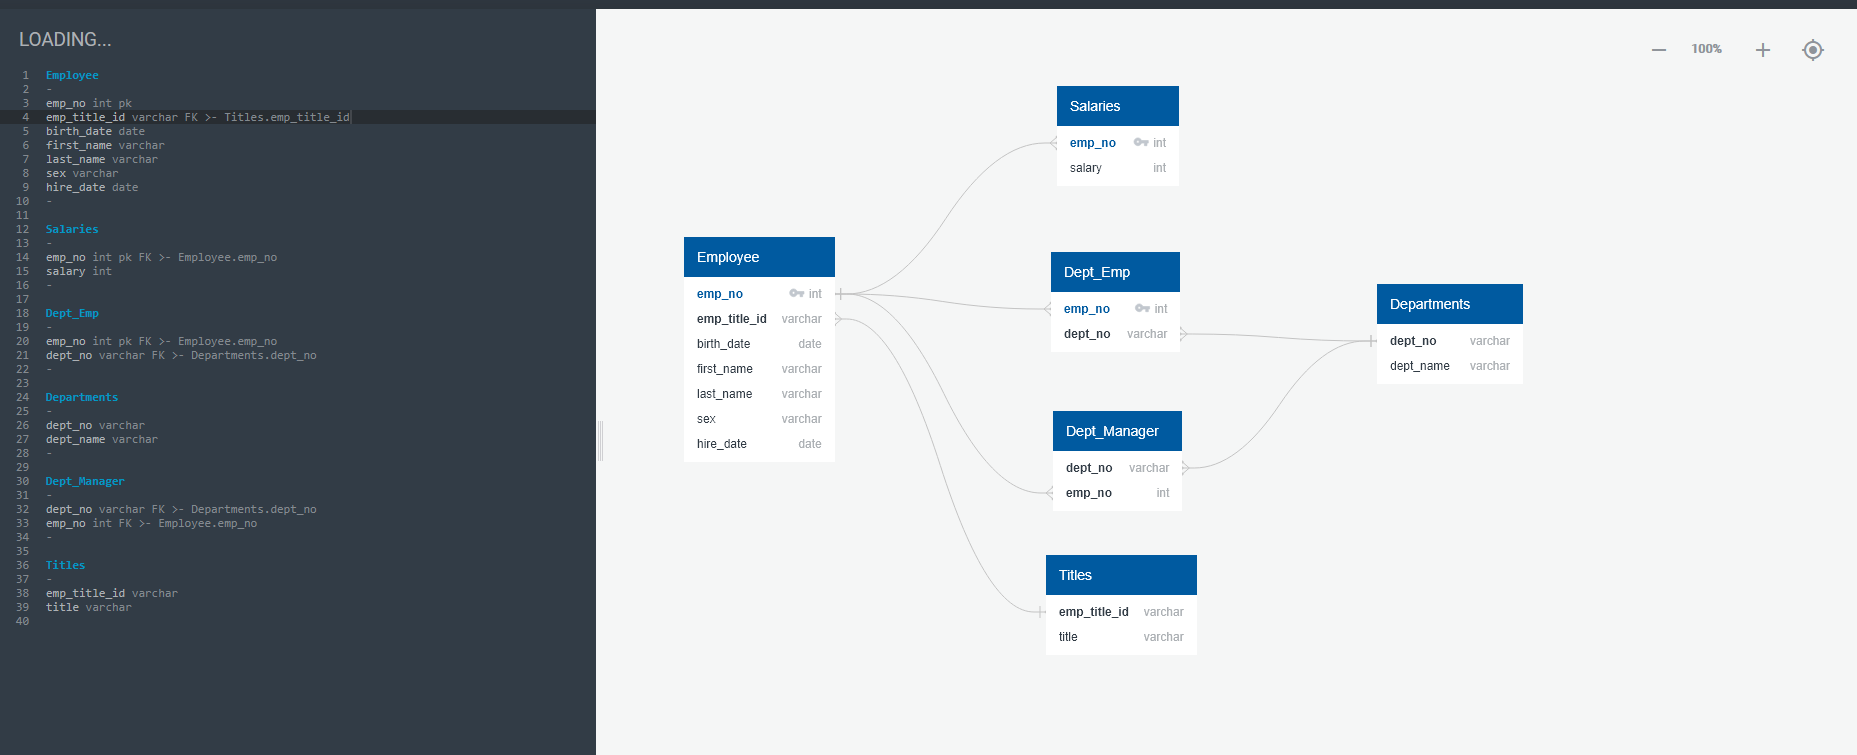 LOADING...
1 Employee
2 -
3 emp_no int pk
4 emp_title_id varchar FK >- Titles.emp_title_id
5 birth_date date
6 first_name varchar
7 last_name varchar
8 sex varchar
9 hire_date date
10 -
11
12 Salaries
13 -
14 emp_no int pk FK >- Employee.emp_no
15 salary int
16 -
17
18 Dept_Emp
19 -
20 emp_no int pk FK >- Employee.emp_no
21 dept_no varchar FK >- Departments.dept_no
22 -
23
24 Departments
25 -
26 dept_no varchar
27 dept_name varchar
28 -
29
30 Dept_Manager
31 -
32 dept_no varchar FK >- Departments.dept_no
33 emp_no int FK >- Employee.emp_no
34 -
35
36 Titles
37 -
38 emp_title_id varchar
39 title varchar
40
100%
Employee
emp_no int
emp_title_id varchar
birth_date date
first_name varchar
last_name varchar
sex varchar
hire_date date
Salaries
emp_no int
salary int
Dept_Emp
emp_no int
dept_no varchar
Dept_Manager
dept_no varchar
emp_no int
Titles
emp_title_id varchar
title varchar
Departments
dept_no varchar
dept_name varchar